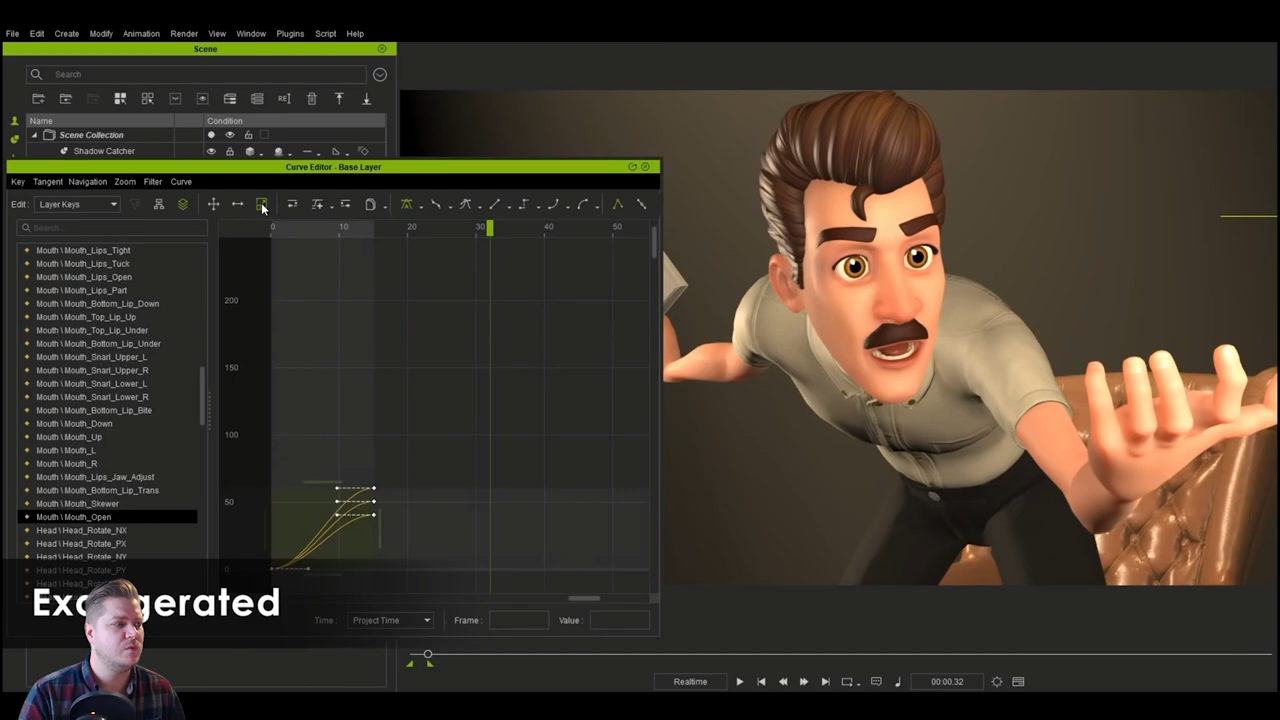 File Edit Create Modify Animation Render View Window Plugins Script Help
Scene
Search
Name Condition
Scene Collection
Shadow Catcher
Curve Editor - Base Layer
Key Tangent Navigation Zoom Filter Curve
Edit: Layer Keys
Search...
0 10 20 30 40 50
Mouth \ Mouth_Lips_Tight
Mouth \ Mouth_Lips_Tuck
Mouth \ Mouth_Lips_Open
Mouth \ Mouth_Lips_Part
200
Mouth \ Mouth_Bottom_Lip_Down
Mouth \ Mouth_Top_Lip_Up
Mouth \ Mouth_Top_Lip_Under
Mouth \ Mouth_Bottom_Lip_Under
Mouth \ Mouth_Snarl_Upper_L
150
Mouth \ Mouth_Snarl_Upper_R
Mouth \ Mouth_Snarl_Lower_L
Mouth \ Mouth_Snarl_Lower_R
Mouth \ Mouth_Bottom_Lip_Bite
Mouth \ Mouth_Down
100
Mouth \ Mouth_Up
Mouth \ Mouth_L
Mouth \ Mouth_R
Mouth \ Mouth_Lips_Jaw_Adjust
Mouth \ Mouth_Bottom_Lip_Trans
50
Mouth \ Mouth_Skewer
Mouth \ Mouth_Open
Head \ Head_Rotate_NX
Head \ Head_Rotate_PX
Head \ Head_Rotate_NY
0
Head \ Head_Rotate_PY
Time: Project Time Frame: Value:
Realtime 00:00.32